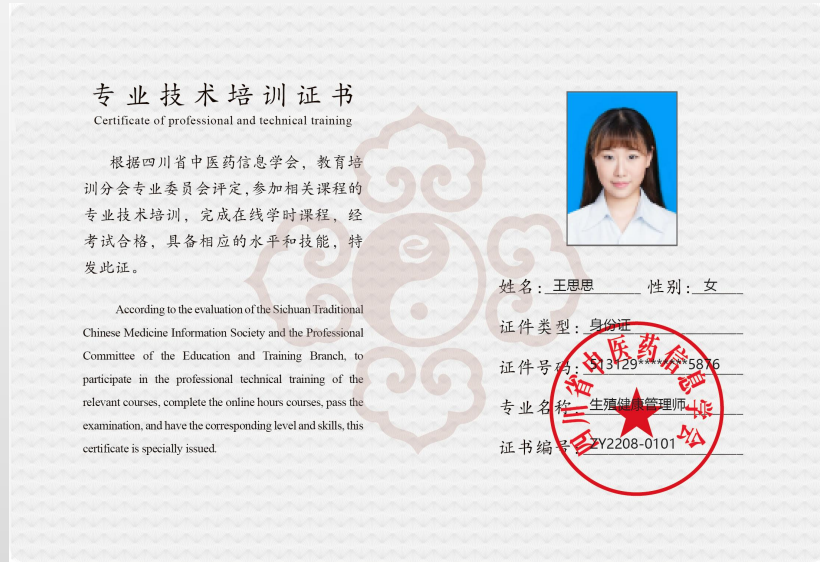 专业技术培训证书
Certificate of professional and technical training
根据四川省中医药信息学会，教育培
训分会专业委员会评定,参加相关课程的
专业技术培训，完成在线学时课程，经
考试合格，具备相应的水平和技能，特
发此证。
According to the evaluation of the Sichuan Traditional
Chinese Medicine Information Society and the Professional
Committee of the Education and Training Branch, to
participate in the professional technical training of the
relevant courses, complete the online hours courses, pass the
examination, and have the corresponding level and skills, this
certificate is specially issued.
姓名: 王思思 性别: 女
证件类型: 身份证
证件号码: 513129********5876
专业名称: 生殖健康管理师
证书编号: ZY2208-0101
四川省中医药信息学会